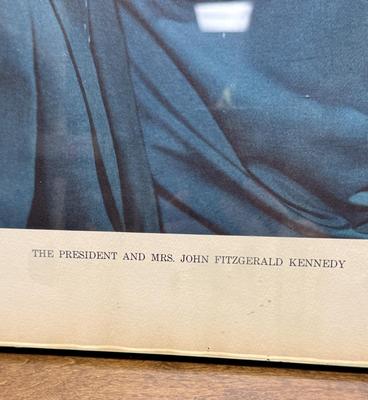 THE PRESIDENT AND MRS. JOHN FITZGERALD KENNEDY